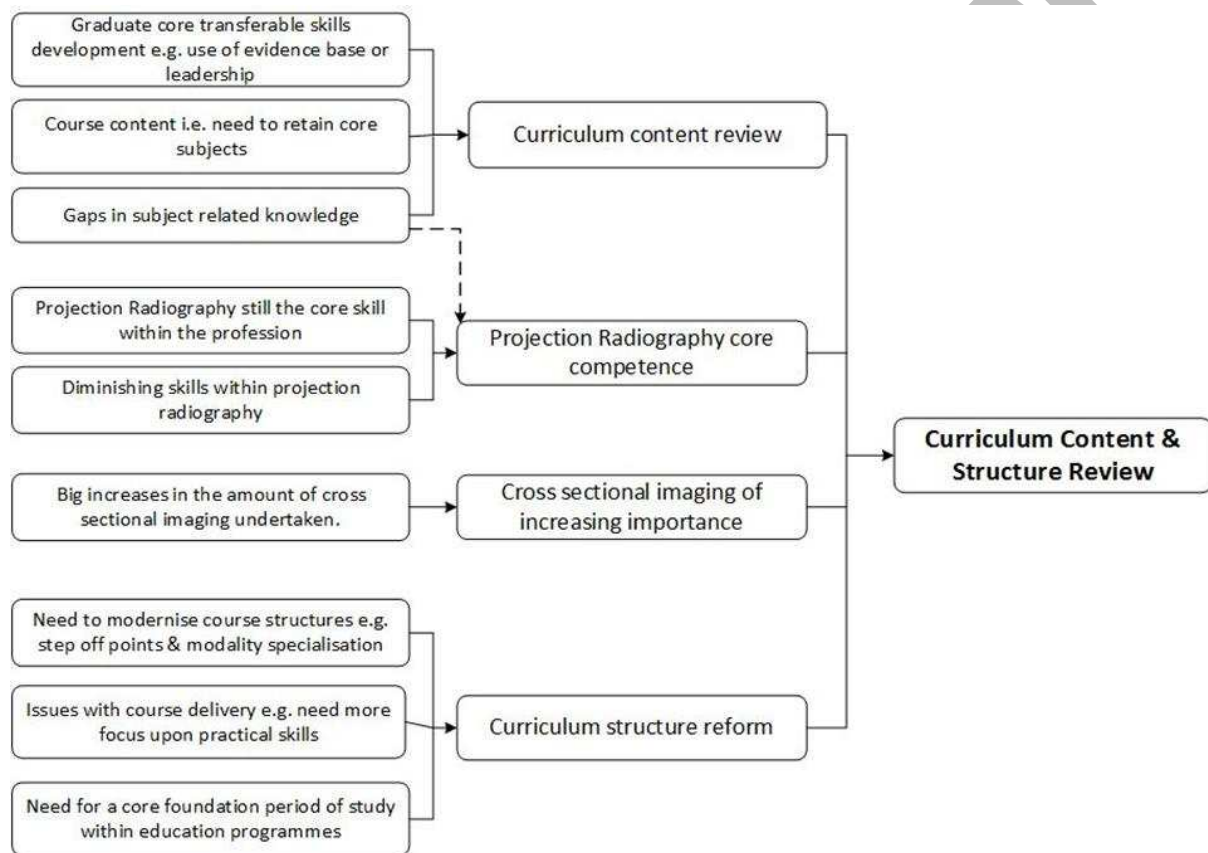 Graduate core transferable skills
development e.g. use of evidence base or
leadership
Course content i.e. need to retain core
subjects
Gaps in subject related knowledge
Curriculum content review
Projection Radiography still the core skill
within the profession
Diminishing skills within projection
radiography
Projection Radiography core
competence
Big increases in the amount of cross
sectional imaging undertaken.
Cross sectional imaging of
increasing importance
Need to modernise course structures e.g.
step off points & modality specialisation
Issues with course delivery e.g. need more
focus upon practical skills
Need for a core foundation period of study
within education programmes
Curriculum structure reform
Curriculum Content &
Structure Review